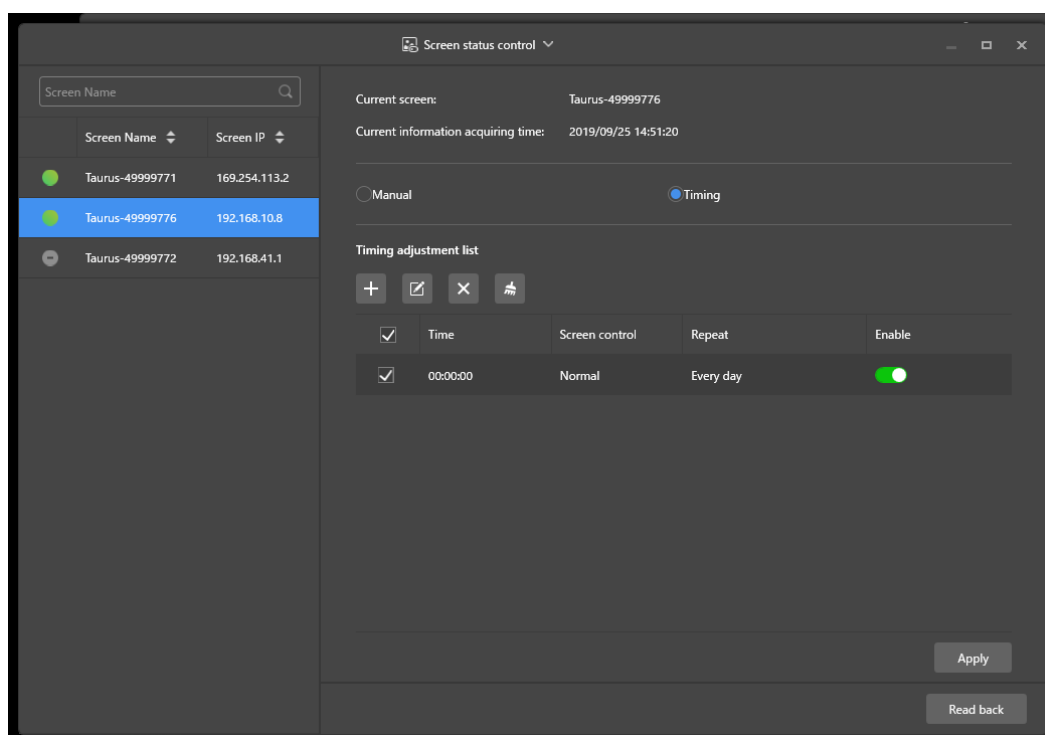 Screen status control
Screen Name
Screen Name Screen IP
Taurus-49999771 169.254.113.2
Taurus-49999776 192.168.10.8
Taurus-49999772 192.168.41.1
Current screen: Taurus-49999776
Current information acquiring time: 2019/09/25 14:51:20
Manual Timing
Timing adjustment list
Time Screen control Repeat Enable
00:00:00 Normal Every day
Apply
Read back